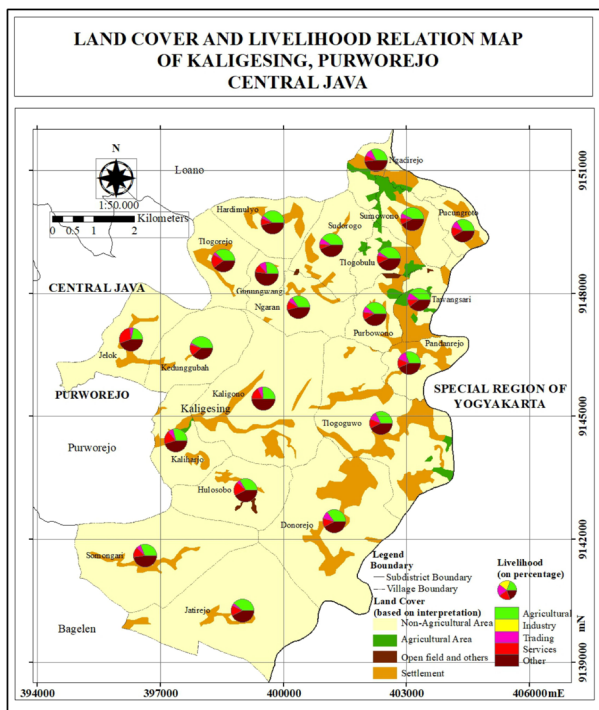 LAND COVER AND LIVELIHOOD RELATION MAP
OF KALIGESING, PURWOREJO
CENTRAL JAVA
N
1:50.000
Kilometers
0 0.5 1 2
Loano
Ngadirejo
9151000
Hardimulyo
Sumowono
Pucungroto
Sudorogo
Tlogorejo
Tlogobulu
Gunungwang
CENTRAL JAVA
Ngaran
Tawangsari
9148000
Purbowono
Pandanrejo
Jelok
Kedunggubah
PURWOREJO
Kaligono
SPECIAL REGION OF
YOGYAKARTA
Kaligesing
Tlogoguwo
9145000
Purworejo
Kaliharjo
Hulosobo
Donorejo
9142000
Somongari
Jatirejo
Bagelen
Legend
Boundary
Subdistrict Boundary
Village Boundary
Land Cover
(based on interpretation)
Non-Agricultural Area
Agricultural Area
Open field and others
Settlement
Livelihood
(on percentage)
Agricultural
Industry
Trading
Services
Other
mN
9139000
394000 397000 400000 403000 406000 mE